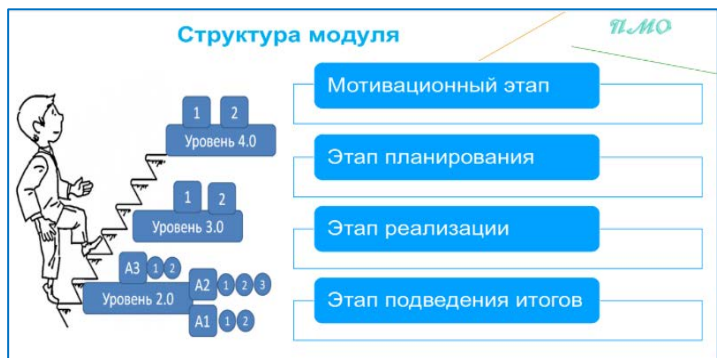 Структура модуля
ПМО
1 2
Уровень 4.0
1 2
Уровень 3.0
А3 1 2
Уровень 2.0
А2 1 2 3
А1 1 2
Мотивационный этап
Этап планирования
Этап реализации
Этап подведения итогов